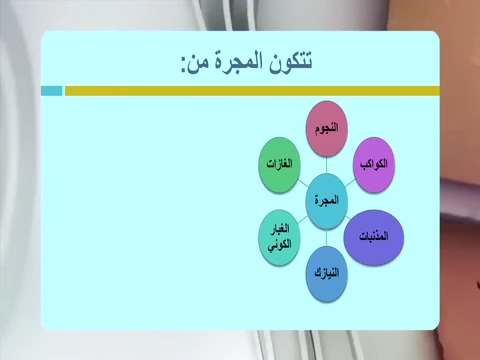 تتكون المجرة من:
النجوم
الكواكب
المذنبات
النيازك
الغبار
الكوني
الغازات
المجرة